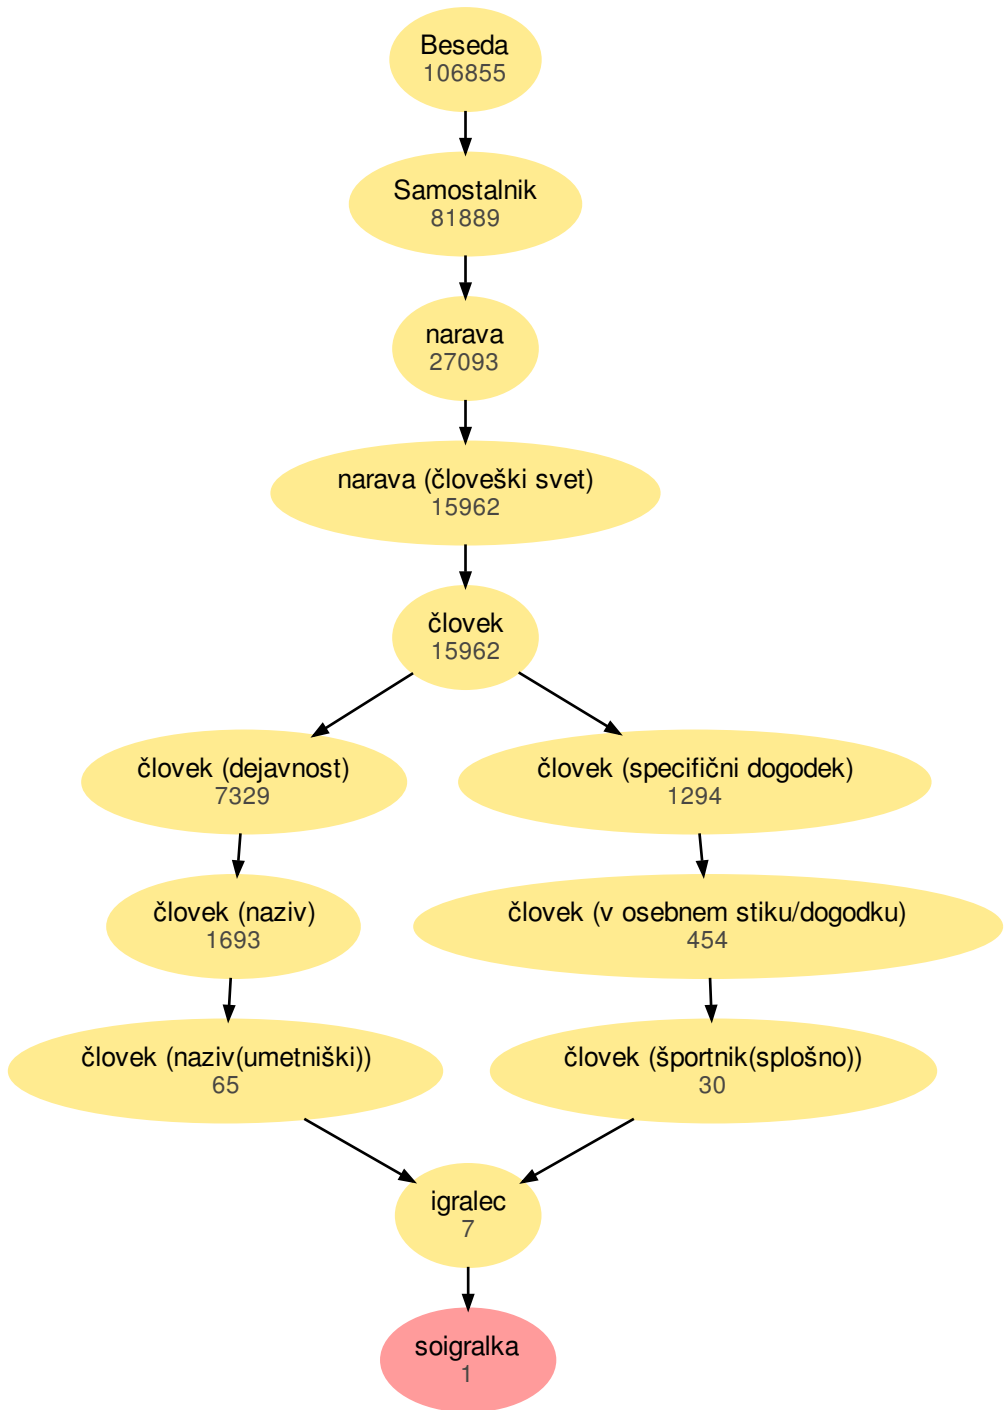 Beseda
106855
Samostalnik
81889
narava
27093
narava (človeški svet)
15962
človek
15962
človek (dejavnost)
7329
človek (specifični dogodek)
1294
človek (naziv)
1693
človek (v osebnem stiku/dogodku)
454
človek (naziv(umetniški))
65
človek (športnik(splošno))
30
igralec
7
soigralka
1